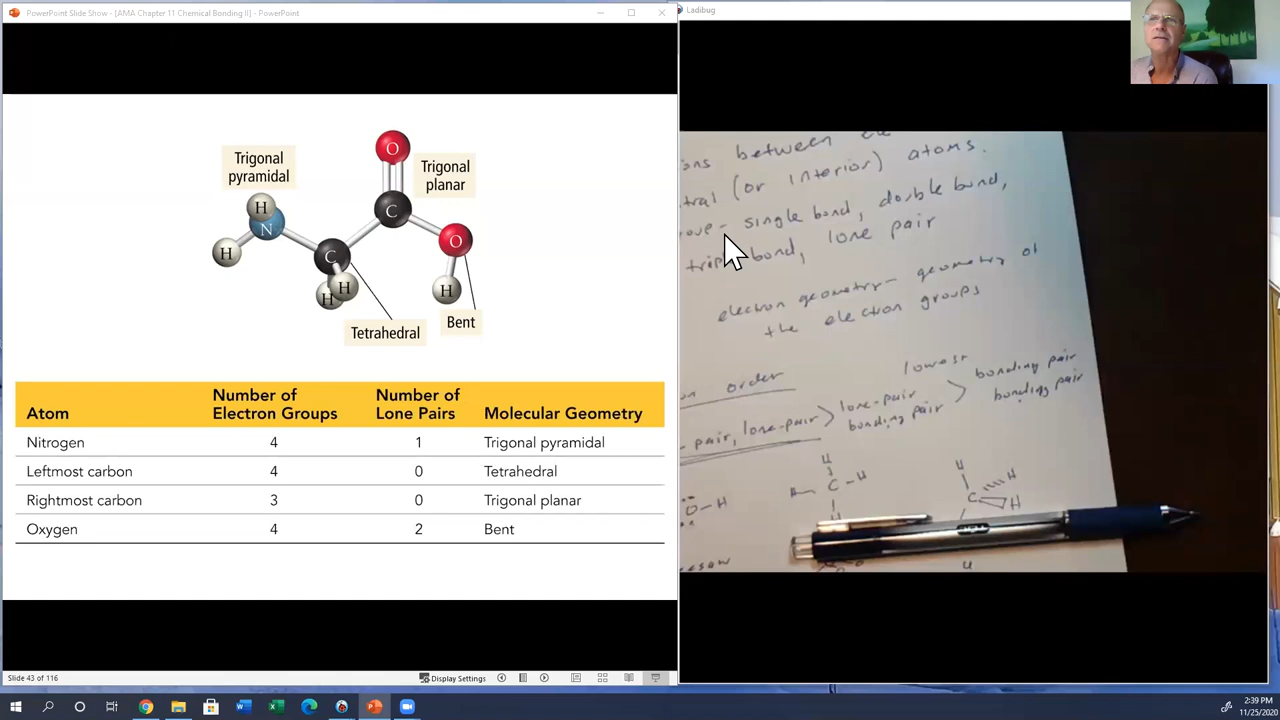 PowerPoint Slide Show - [AMA Chapter 11 Chemical Bonding II] - PowerPoint
Trigonal
pyramidal
O
Trigonal
planar
H
N
C
O
H
C
H
H
H
Tetrahedral
Bent
Atom
Number of
Electron Groups
Number of
Lone Pairs
Molecular Geometry
Nitrogen 4 1 Trigonal pyramidal
Leftmost carbon 4 0 Tetrahedral
Rightmost carbon 3 0 Trigonal planar
Oxygen 4 2 Bent
Slide 43 of 116
Display Settings
Ladibug
between
(or interior) atoms.
single bond, double bond,
bond, lone pair
electron geometry - geometry of
the electron groups
order
lowest
pair, lone-pair > lone-pair > bonding pair
bonding pair bonding pair
O-H
H
C-H
H
H
C
H
H
2:39 PM
11/25/2020